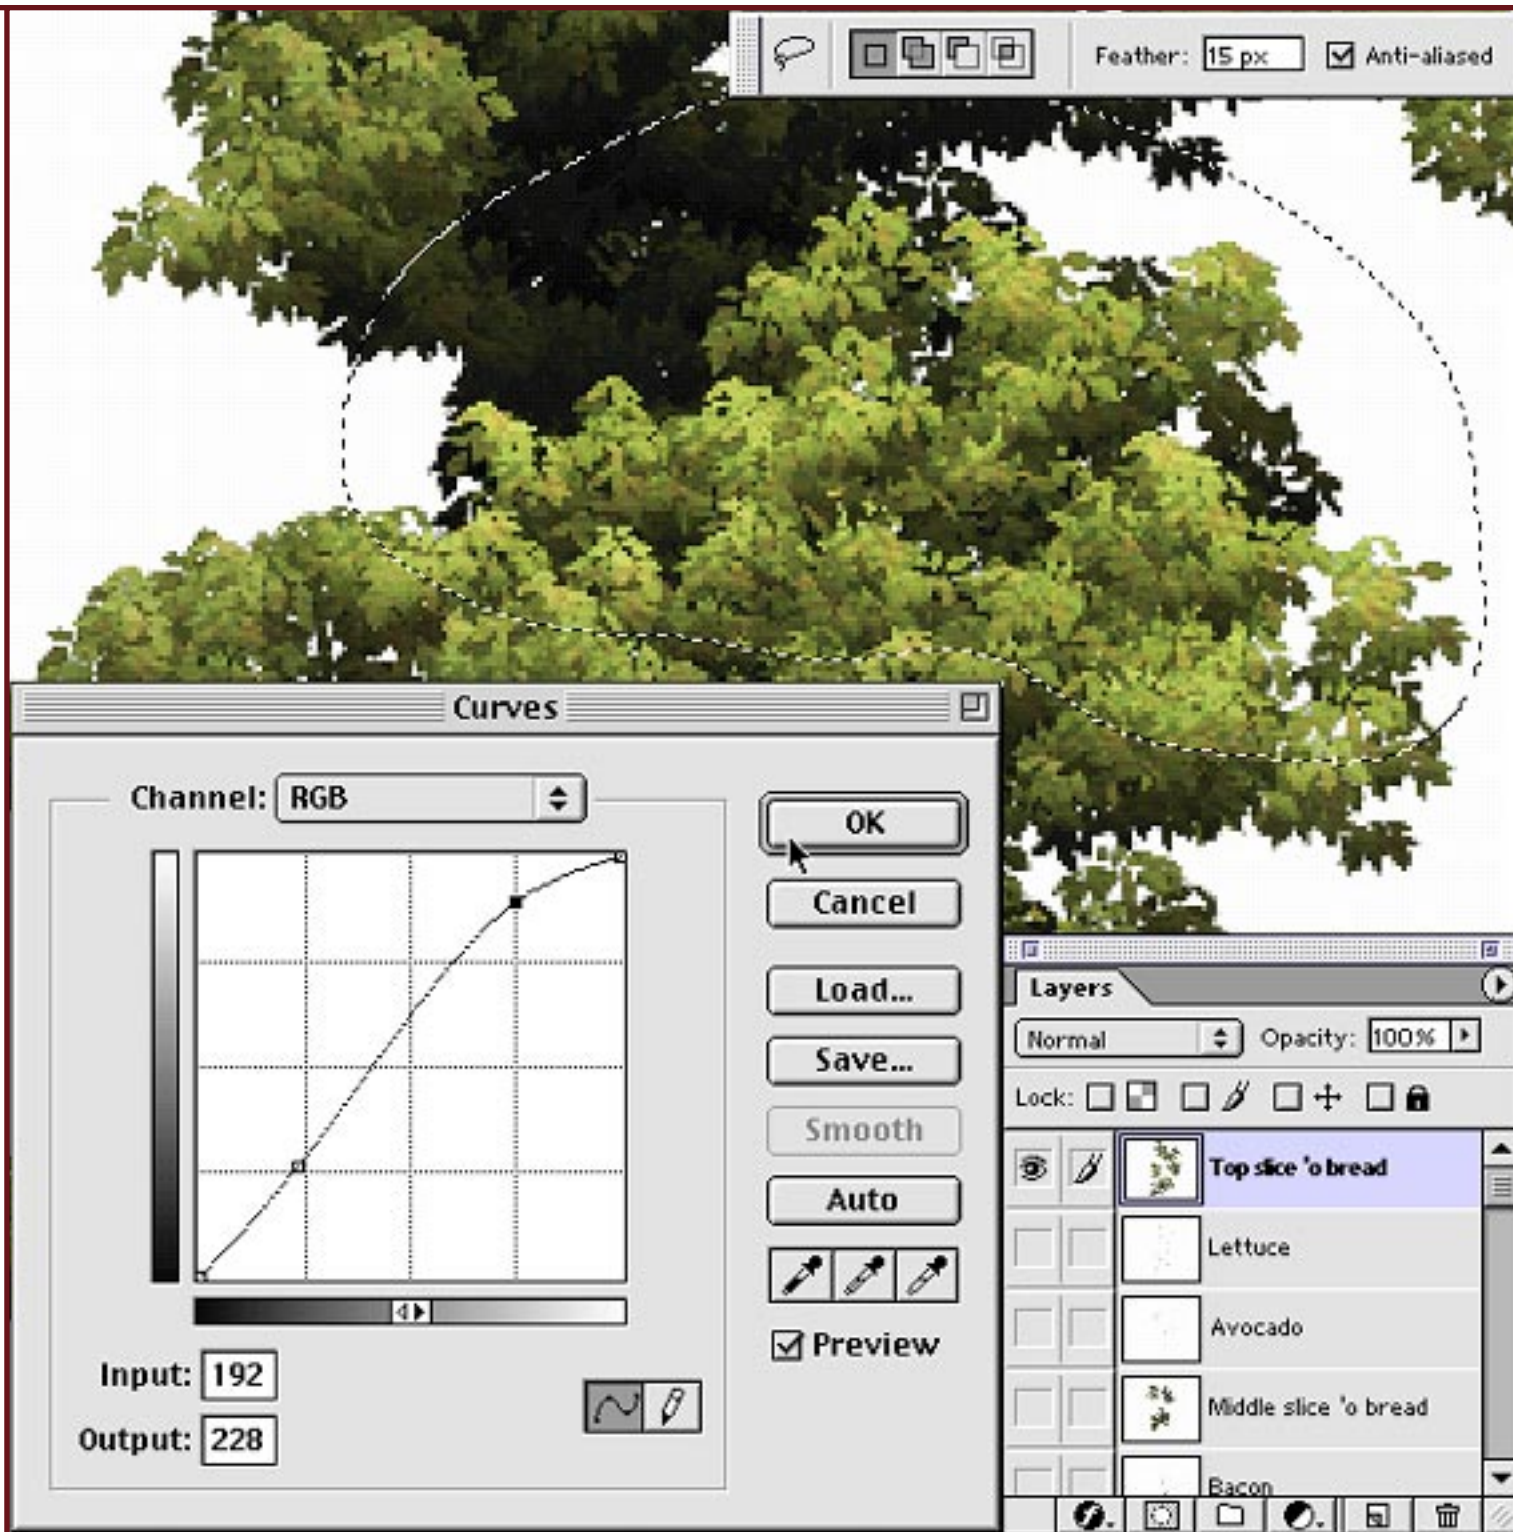 Feather: 15 px Anti-aliased
Curves
Channel: RGB
OK
Cancel
Load...
Save...
Smooth
Auto
Preview
Input: 192
Output: 228
Layers
Normal Opacity: 100%
Lock:
Top slice 'o bread
Lettuce
Avocado
Middle slice 'o bread
Bacon